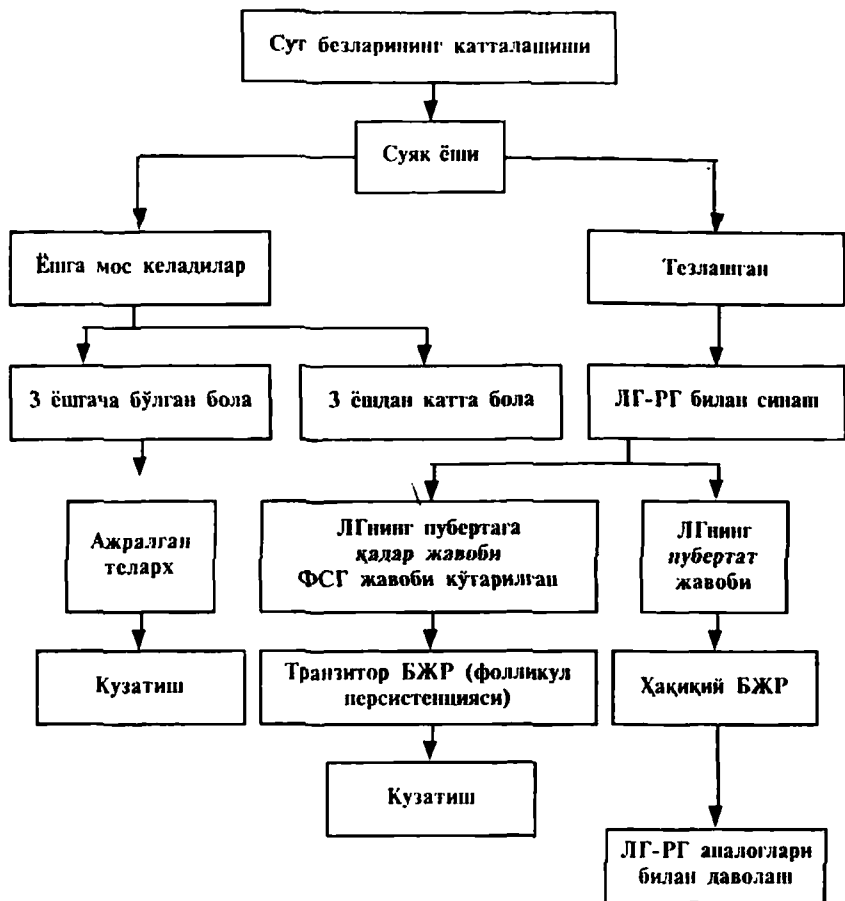 Сут безларининг катталашиши
Суяк ёши
Ёшга мос келадилар
Тезлашган
3 ёшгача бўлган бола
3 ёшдан катта бола
ЛГ-РГ билан синаш
Ажралган
теларх
ЛГнинг пубертага
қадар жавоби
ФСГ жавоби кўтарилган
ЛГнинг
пубертат
жавоби
Кузатиш
Транзитор БЖР (фолликул
персистенцияси)
Ҳақиқий БЖР
Кузатиш
ЛГ-РГ аналоглари
билан даволаш